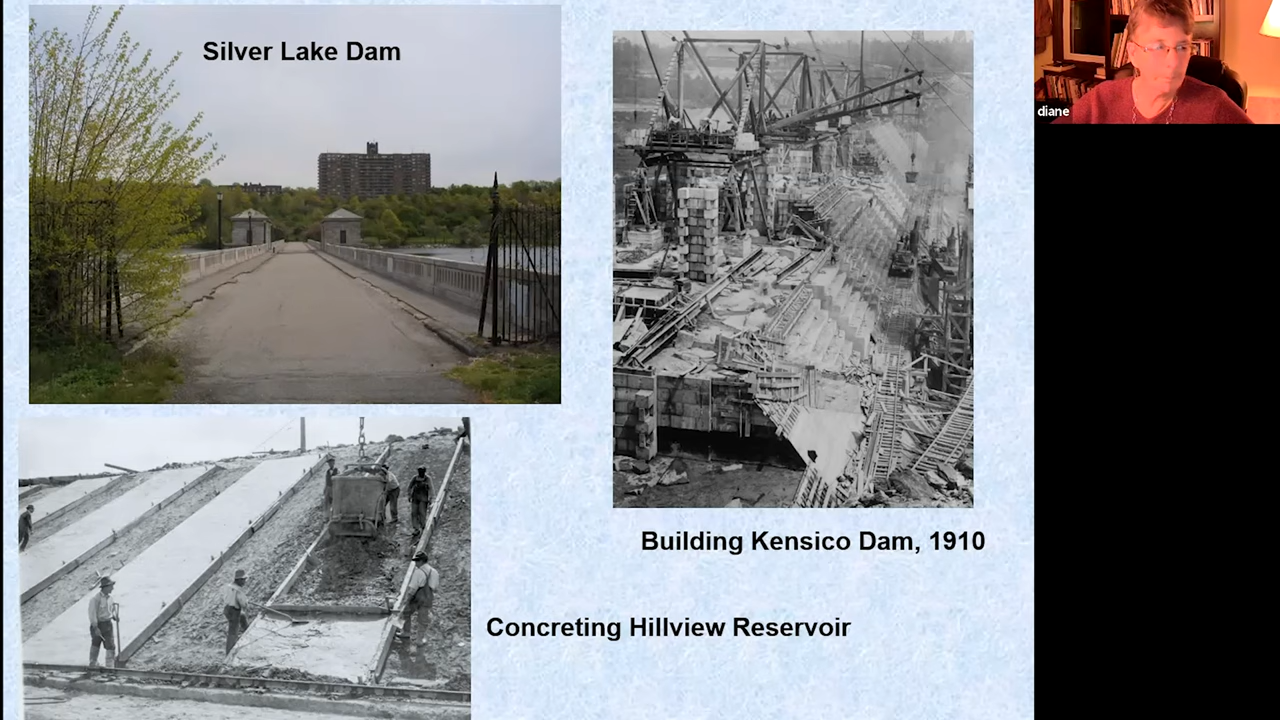 Silver Lake Dam
diane
Building Kensico Dam, 1910
Concreting Hillview Reservoir